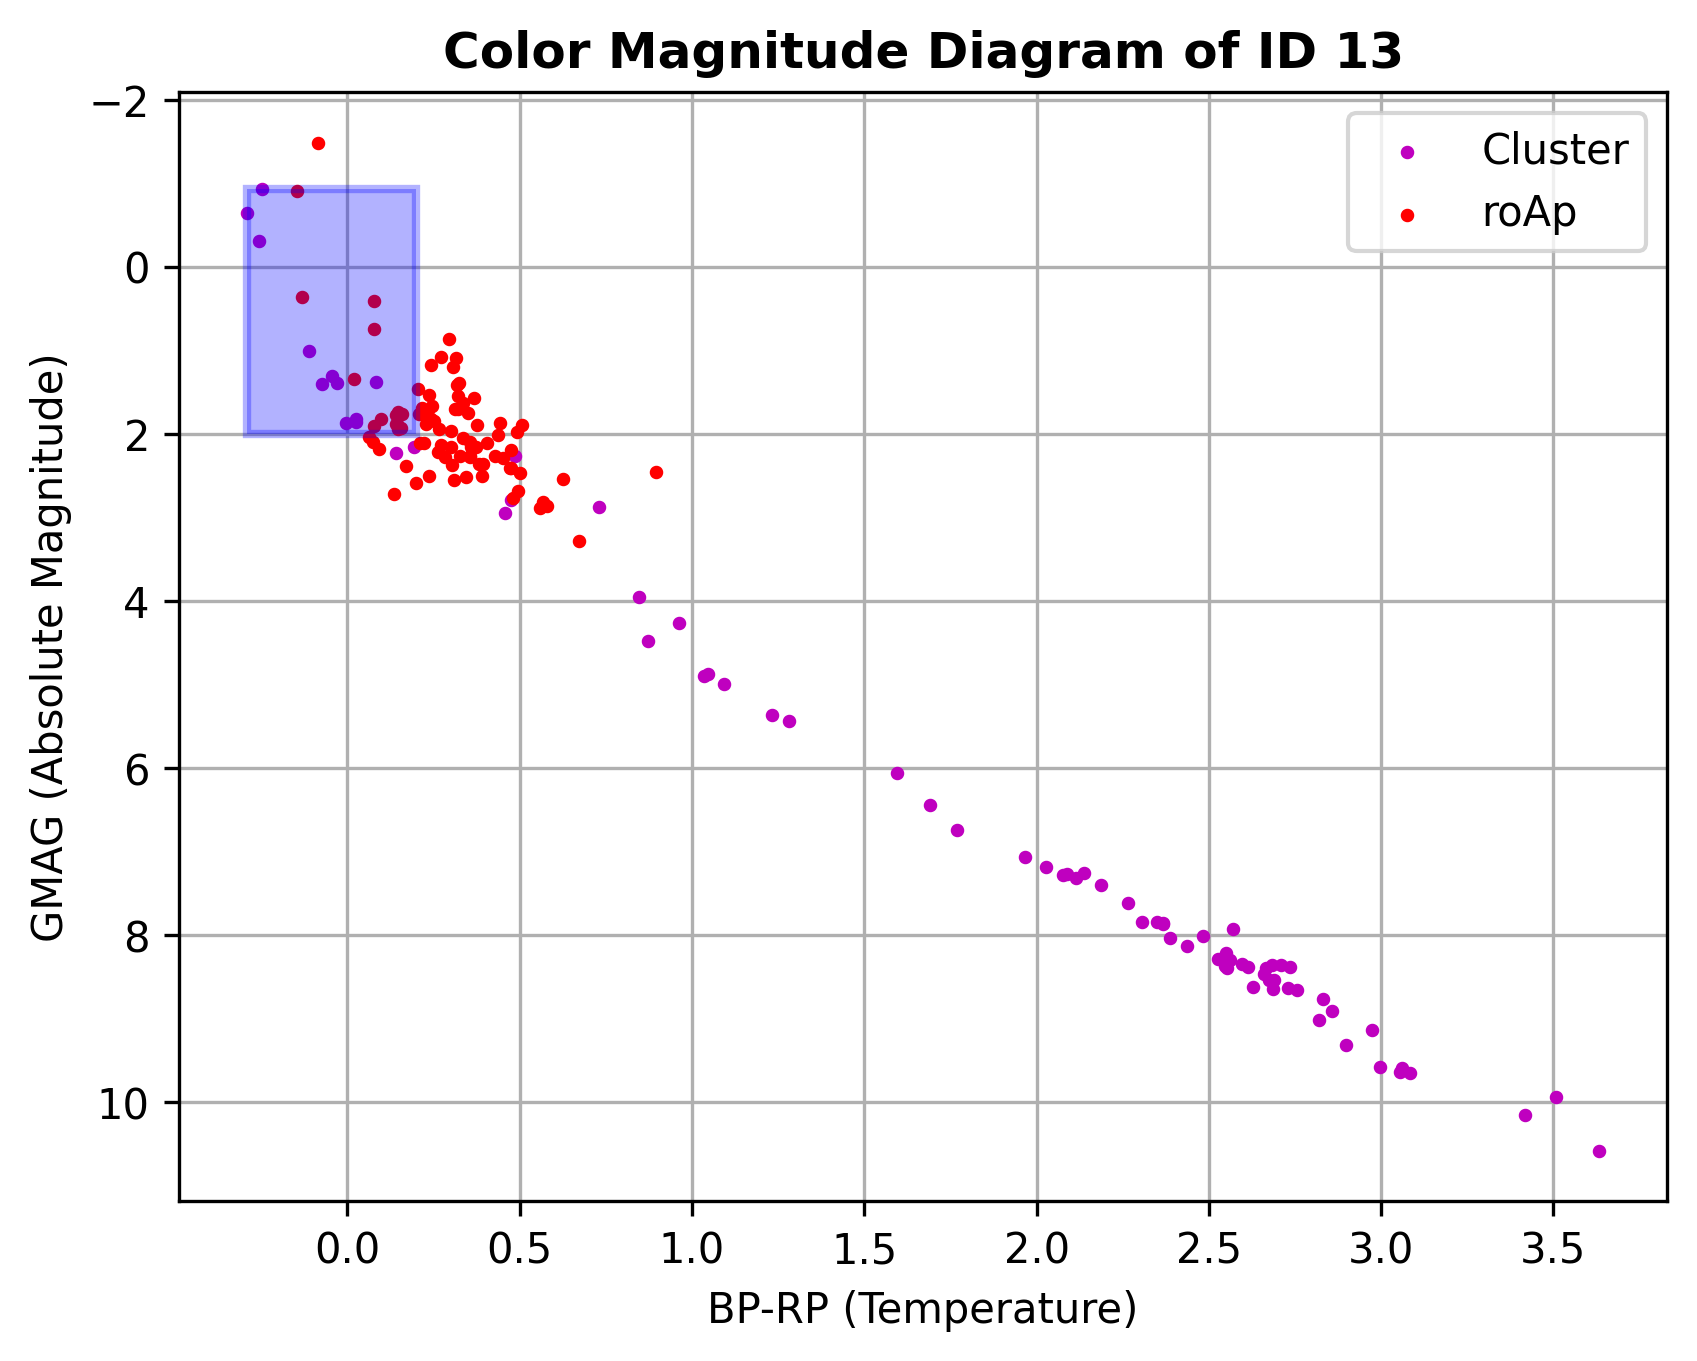 Color Magnitude Diagram of ID 13
Cluster
roAp
GMAG (Absolute Magnitude)
−2
0
2
4
6
8
10
0.0 0.5 1.0 1.5 2.0 2.5 3.0 3.5
BP-RP (Temperature)